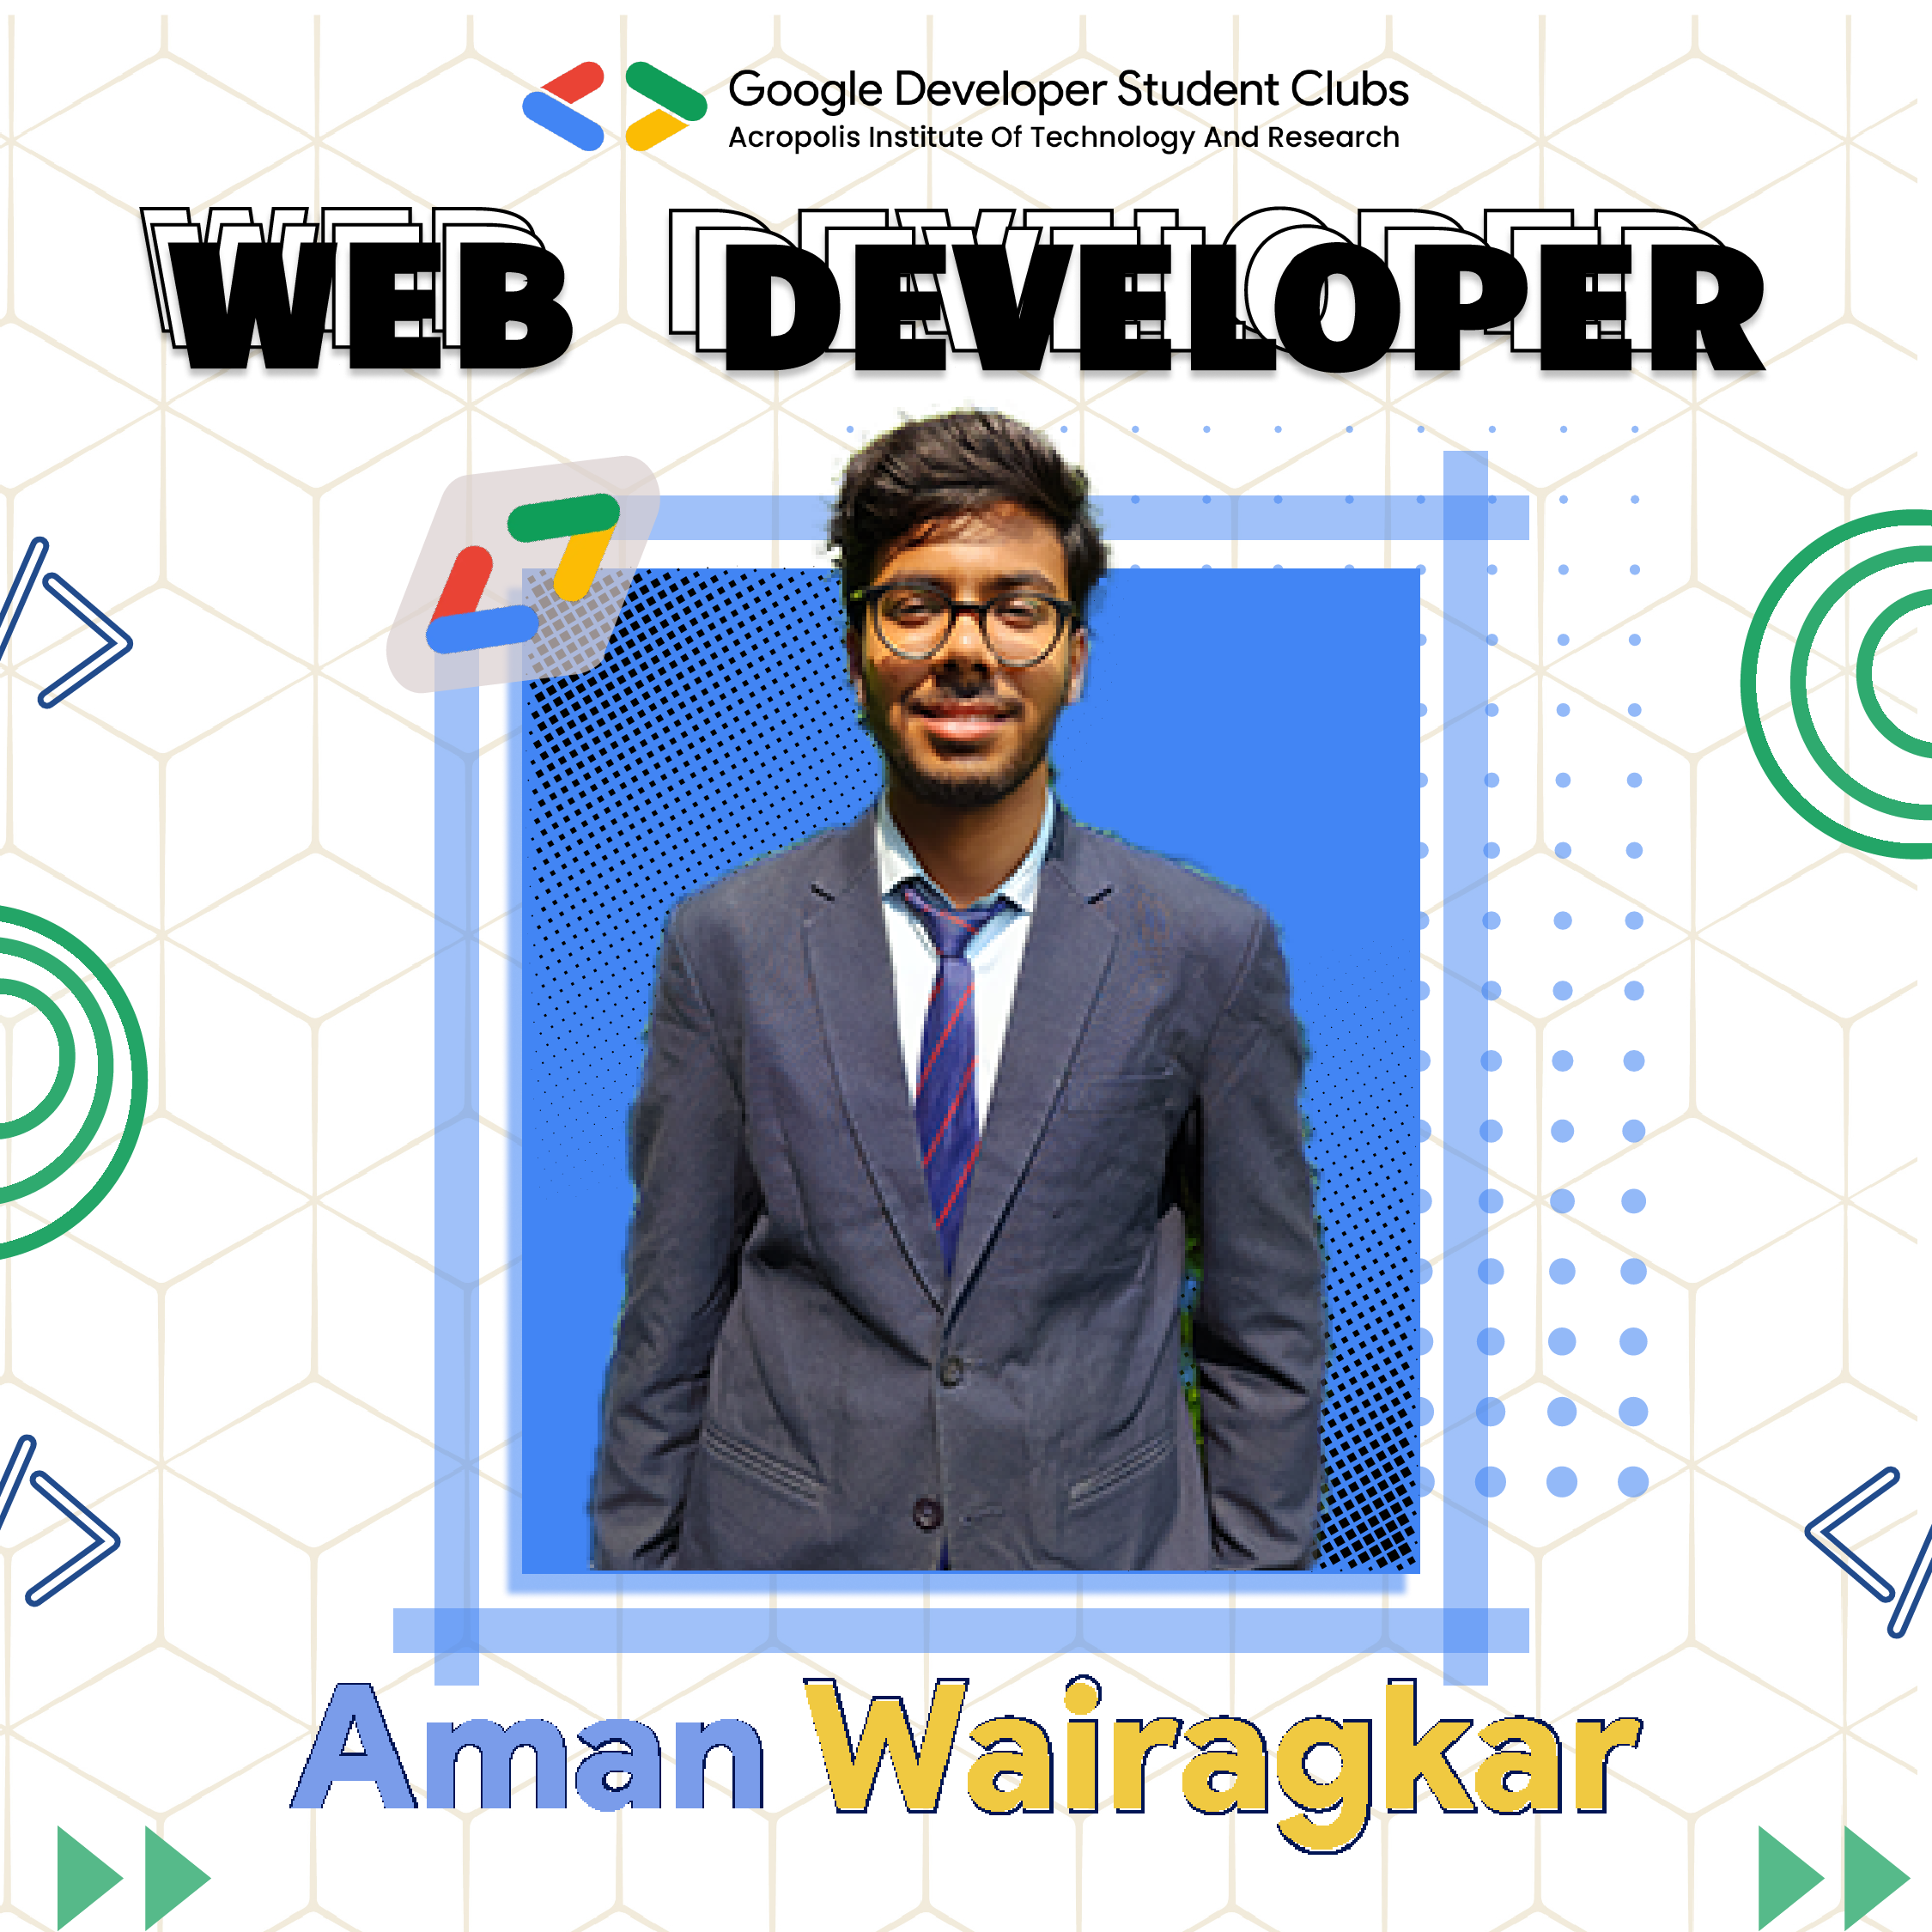 Google Developer Student Clubs
Acropolis Institute Of Technology And Research
WEB DEVELOPER
Aman Wairagkar